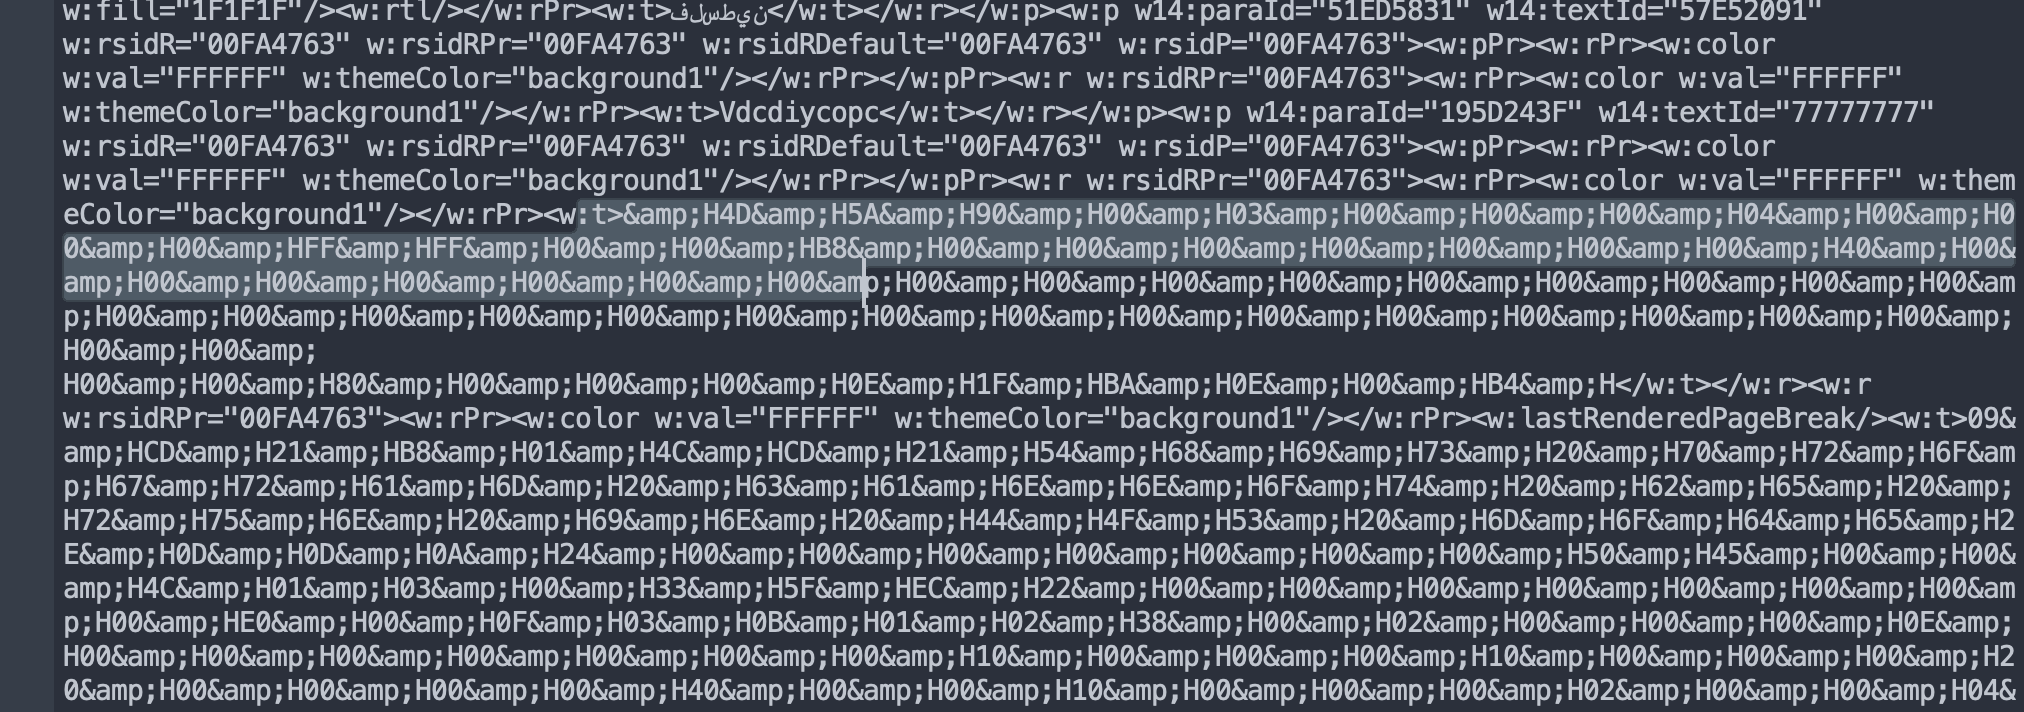 w:fill="1F1F1F"/><w:rtl/></w:rPr><w:t>فلسطين</w:t></w:r></w:p><w:p w14:paraId="51ED5831" w14:textId="57E52091"
w:rsidR="00FA4763" w:rsidRPr="00FA4763" w:rsidRDefault="00FA4763" w:rsidP="00FA4763"><w:pPr><w:rPr><w:color
w:val="FFFFFF" w:themeColor="background1"/></w:rPr></w:pPr><w:r w:rsidRPr="00FA4763"><w:rPr><w:color w:val="FFFFFF"
w:themeColor="background1"/></w:rPr><w:t>Vdcdiycopc</w:t></w:r></w:p><w:p w14:paraId="195D243F" w14:textId="77777777"
w:rsidR="00FA4763" w:rsidRPr="00FA4763" w:rsidRDefault="00FA4763" w:rsidP="00FA4763"><w:pPr><w:rPr><w:color
w:val="FFFFFF" w:themeColor="background1"/></w:rPr></w:pPr><w:r w:rsidRPr="00FA4763"><w:rPr><w:color w:val="FFFFFF" w:them
eColor="background1"/></w:rPr><w:t>&amp;H4D&amp;H5A&amp;H90&amp;H00&amp;H03&amp;H00&amp;H00&amp;H00&amp;H04&amp;H00&amp;H0
0&amp;H00&amp;HFF&amp;HFF&amp;H00&amp;H00&amp;HB8&amp;H00&amp;H00&amp;H00&amp;H00&amp;H00&amp;H00&amp;H00&amp;H40&amp;H00&
amp;H00&amp;H00&amp;H00&amp;H00&amp;H00&amp;H00&amp;H00&amp;H00&amp;H00&amp;H00&amp;H00&amp;H00&amp;H00&amp;H00&amp;H00&am
p;H00&amp;H00&amp;H00&amp;H00&amp;H00&amp;H00&amp;H00&amp;H00&amp;H00&amp;H00&amp;H00&amp;H00&amp;H00&amp;H00&amp;H00&amp;
H00&amp;H00&amp;
H00&amp;H00&amp;H80&amp;H00&amp;H00&amp;H00&amp;H0E&amp;H1F&amp;HBA&amp;H0E&amp;H00&amp;HB4&amp;H</w:t></w:r><w:r
w:rsidRPr="00FA4763"><w:rPr><w:color w:val="FFFFFF" w:themeColor="background1"/></w:rPr><w:lastRenderedPageBreak/><w:t>09&
amp;HCD&amp;H21&amp;HB8&amp;H01&amp;H4C&amp;HCD&amp;H21&amp;H54&amp;H68&amp;H69&amp;H73&amp;H20&amp;H70&amp;H72&amp;H6F&am
p;H67&amp;H72&amp;H61&amp;H6D&amp;H20&amp;H63&amp;H61&amp;H6E&amp;H6E&amp;H6F&amp;H74&amp;H20&amp;H62&amp;H65&amp;H20&amp;
H72&amp;H75&amp;H6E&amp;H20&amp;H69&amp;H6E&amp;H20&amp;H44&amp;H4F&amp;H53&amp;H20&amp;H6D&amp;H6F&amp;H64&amp;H65&amp;H2
E&amp;H0D&amp;H0D&amp;H0A&amp;H24&amp;H00&amp;H00&amp;H00&amp;H00&amp;H00&amp;H00&amp;H00&amp;H50&amp;H45&amp;H00&amp;H00&
amp;H4C&amp;H01&amp;H03&amp;H00&amp;H33&amp;H5F&amp;HEC&amp;H22&amp;H00&amp;H00&amp;H00&amp;H00&amp;H00&amp;H00&amp;H00&am
p;H00&amp;HE0&amp;H00&amp;H0F&amp;H03&amp;H0B&amp;H01&amp;H02&amp;H38&amp;H00&amp;H02&amp;H00&amp;H00&amp;H00&amp;H0E&amp;
H00&amp;H00&amp;H00&amp;H00&amp;H00&amp;H00&amp;H00&amp;H10&amp;H00&amp;H00&amp;H00&amp;H10&amp;H00&amp;H00&amp;H00&amp;H2
0&amp;H00&amp;H00&amp;H00&amp;H00&amp;H40&amp;H00&amp;H00&amp;H10&amp;H00&amp;H00&amp;H00&amp;H02&amp;H00&amp;H00&amp;H04&